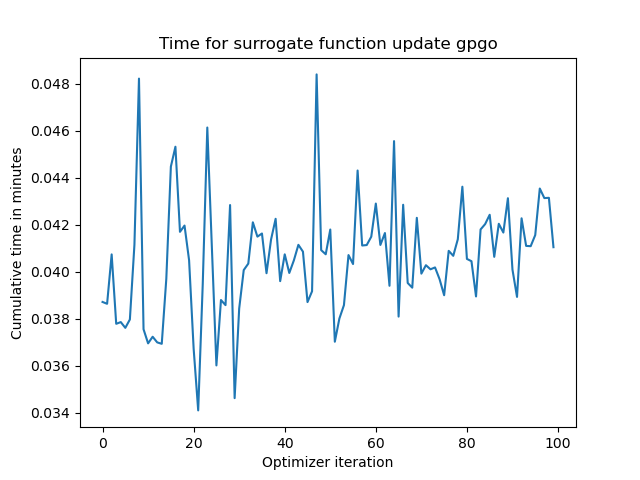 Time for surrogate function update gpgo
Cumulative time in minutes
0.048
0.046
0.044
0.042
0.040
0.038
0.036
0.034
0 20 40 60 80 100
Optimizer iteration